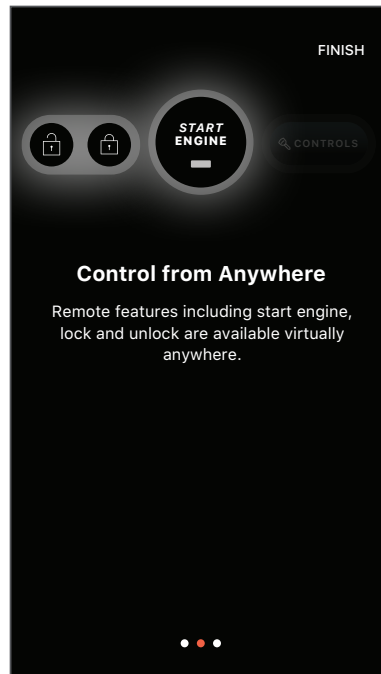 FINISH
START
ENGINE
CONTROLS
Control from Anywhere
Remote features including start engine,
lock and unlock are available virtually
anywhere.